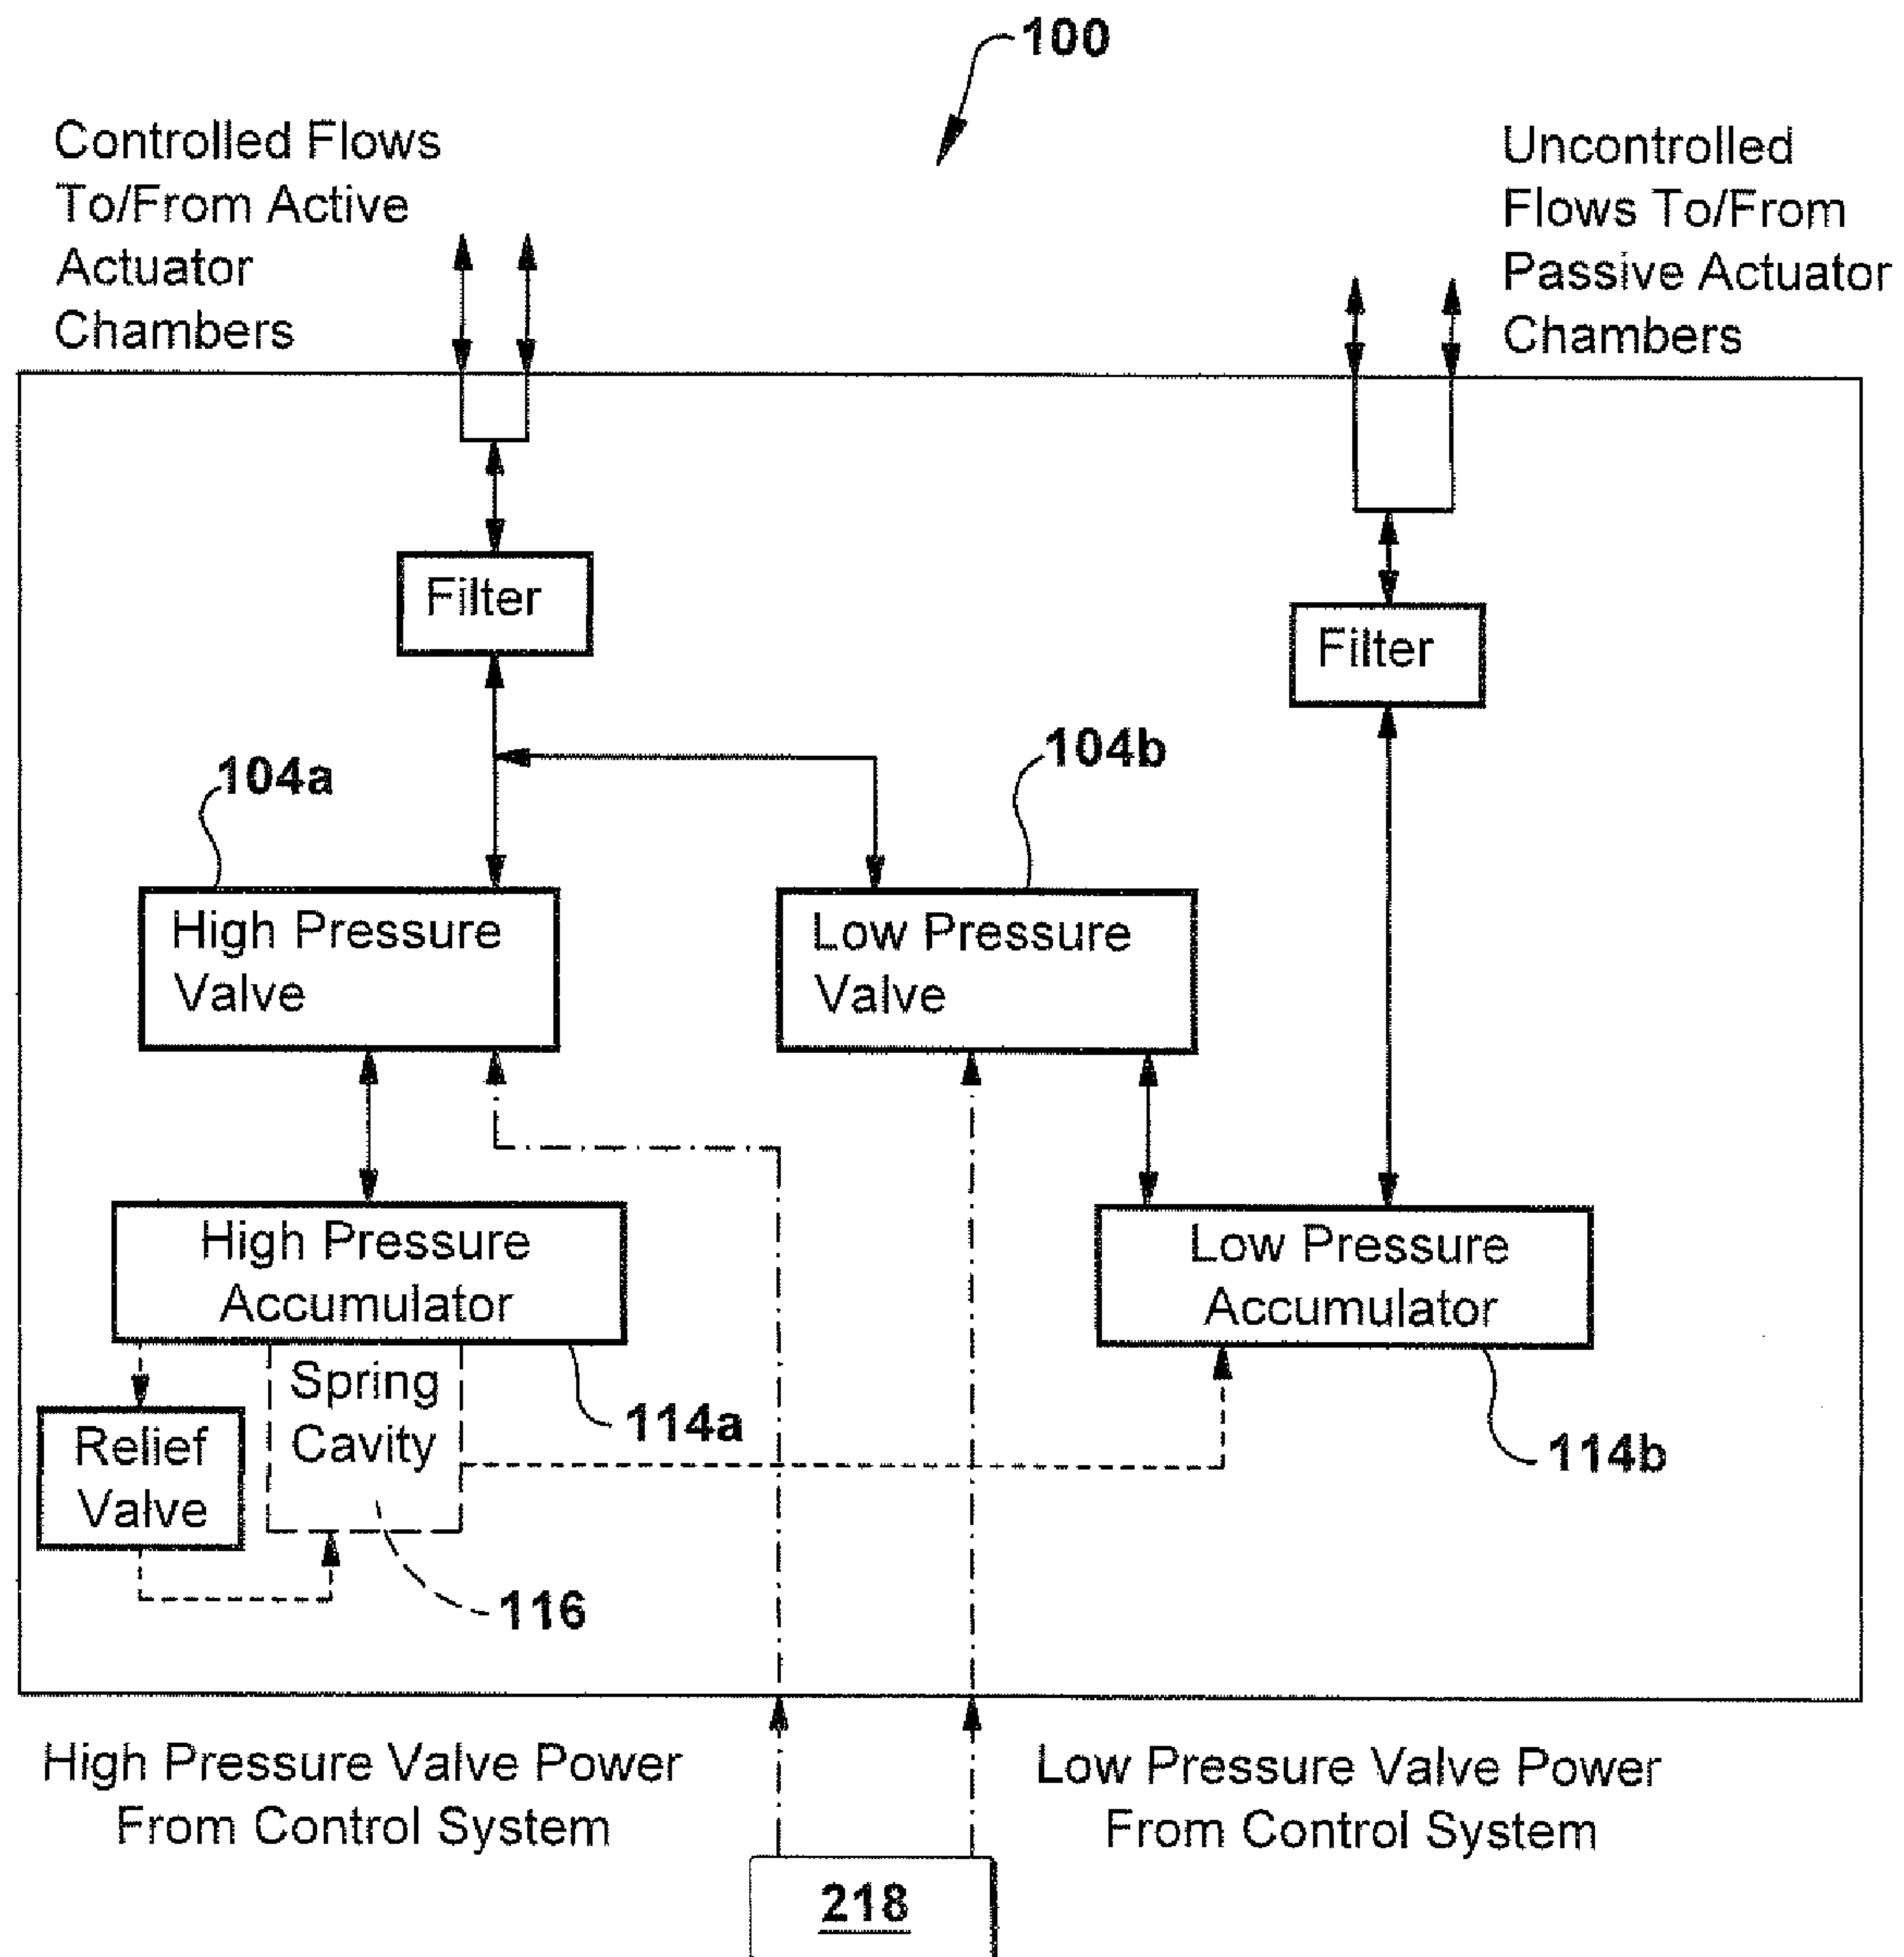 100
Controlled Flows
To/From Active
Actuator
Chambers
Uncontrolled
Flows To/From
Passive Actuator
Chambers
Filter
Filter
104a
104b
High Pressure
Valve
Low Pressure
Valve
High Pressure
Accumulator
Low Pressure
Accumulator
Spring
Cavity
114a
114b
Relief
Valve
116
High Pressure Valve Power
From Control System
Low Pressure Valve Power
From Control System
218